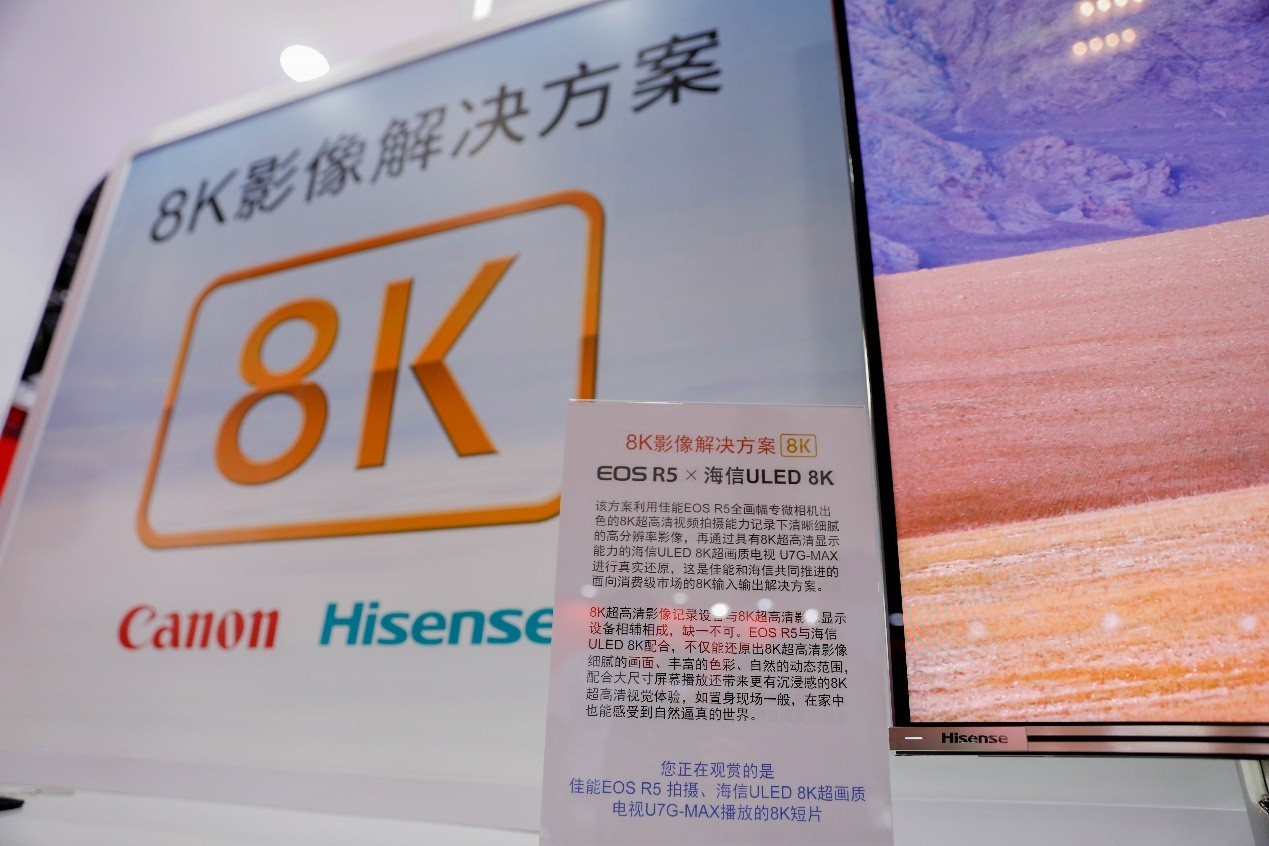 8K影像解决方案
8K
Canon
Hisense
8K影像解决方案 8K
EOS R5 × 海信ULED 8K
该方案利用佳能EOS R5全画幅专微相机出
色的8K超高清视频拍摄能力记录下清晰细腻
的高分辨率影像，再通过具有8K超高清显示
能力的海信ULED 8K超画质电视 U7G-MAX
进行真实还原，这是佳能和海信共同推进的
面向消费级市场的8K输入输出解决方案。
8K超高清影像记录设备与8K超高清影像显示
设备相辅相成，缺一不可。EOS R5与海信
ULED 8K配合，不仅能还原出8K超高清影像
细腻的画面、丰富的色彩、自然的动态范围，
配合大尺寸屏幕播放还带来更有沉浸感的8K
超高清视觉体验，如置身现场一般，在家中
也能感受到自然逼真的世界。
您正在观赏的是
佳能EOS R5 拍摄、海信ULED 8K超画质
电视U7G-MAX播放的8K短片
Hisense